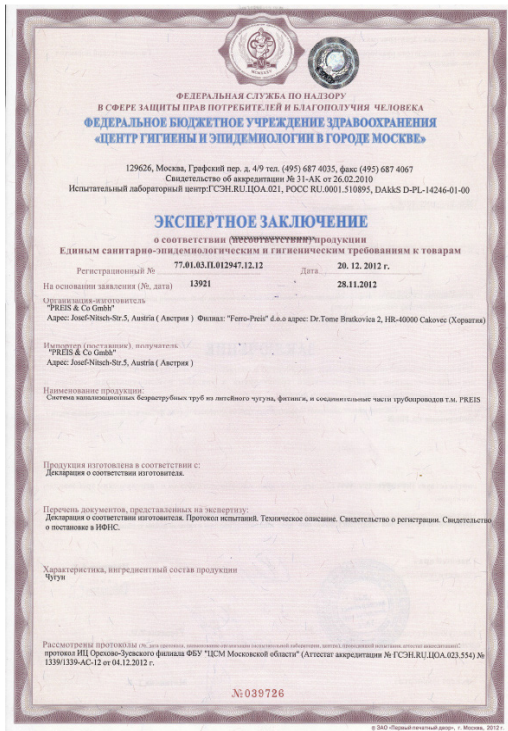 ФЕДЕРАЛЬНАЯ СЛУЖБА ПО НАДЗОРУ
В СФЕРЕ ЗАЩИТЫ ПРАВ ПОТРЕБИТЕЛЕЙ И БЛАГОПОЛУЧИЯ ЧЕЛОВЕКА
ФЕДЕРАЛЬНОЕ БЮДЖЕТНОЕ УЧРЕЖДЕНИЕ ЗДРАВООХРАНЕНИЯ
«ЦЕНТР ГИГИЕНЫ И ЭПИДЕМИОЛОГИИ В ГОРОДЕ МОСКВЕ»
129626, Москва, Графский пер. д. 4/9 тел. (495) 687 4035, факс (495) 687 4067
Свидетельство об аккредитации № 31-АК от 26.02.2010
Испытательный лабораторный центр:ГСЭН.RU.ЦОА.021, РОСС RU.0001.510895, DAkkS D-PL-14246-01-00
ЭКСПЕРТНОЕ ЗАКЛЮЧЕНИЕ
о соответствии (несоответствии) продукции
Единым санитарно-эпидемиологическим и гигиеническим требованиям к товарам
Регистрационный № 77.01.03.П.012947.12.12 Дата 20. 12. 2012 г.
На основании заявления (№, дата) 13921 28.11.2012
Организация-изготовитель
"PREIS & Co Gmbh"
Адрес: Josef-Nitsch-Str.5, Austria ( Австрия ) Филиал: "Ferro-Preis" d.o.o адрес: Dr.Tome Bratkovica 2, HR-40000 Cakovec (Хорватия)
Импортер (поставщик), получатель
"PREIS & Co Gmbh"
Адрес: Josef-Nitsch-Str.5, Austria ( Австрия )
Наименование продукции:
Система канализационных безраструбных труб из литейного чугуна, фитинги, и соединительные части трубопроводов т.м. PREIS
Продукция изготовлена в соответствии с:
Декларация о соответствии изготовителя.
Перечень документов, представленных на экспертизу:
Декларация о соответствии изготовителя. Протокол испытаний. Техническое описание. Свидетельство о регистрации. Свидетельство
о постановке в ИФНС.
Характеристика, ингредиентный состав продукции
Чугун
Рассмотрены протоколы
протокол ИЦ Орехово-Зуевского филиала ФБУ "ЦСМ Московской области" (Аттестат аккредитации № ГСЭН.RU.ЦОА.023.554) №
1339/1339-АС-12 от 04.12.2012 г.
№039726
© ЗАО «Первый печатный двор», г. Москва, 2012 г.